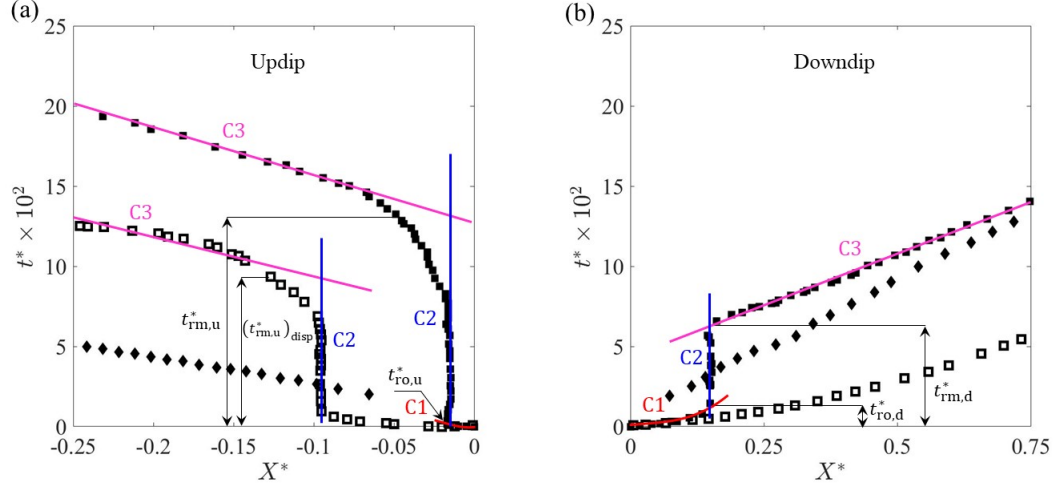 (a)
Updip
25
20
15
10
5
0
t* × 10²
-0.25
-0.2
-0.15
-0.1
-0.05
0
X*
C3
C3
C2
C2
C1
t*rm,u
(t*rm,u)disp
t*ro,u
(b)
Downdip
25
20
15
10
5
0
t* × 10²
0
0.25
0.5
0.75
X*
C3
C2
C1
t*ro,d
t*rm,d